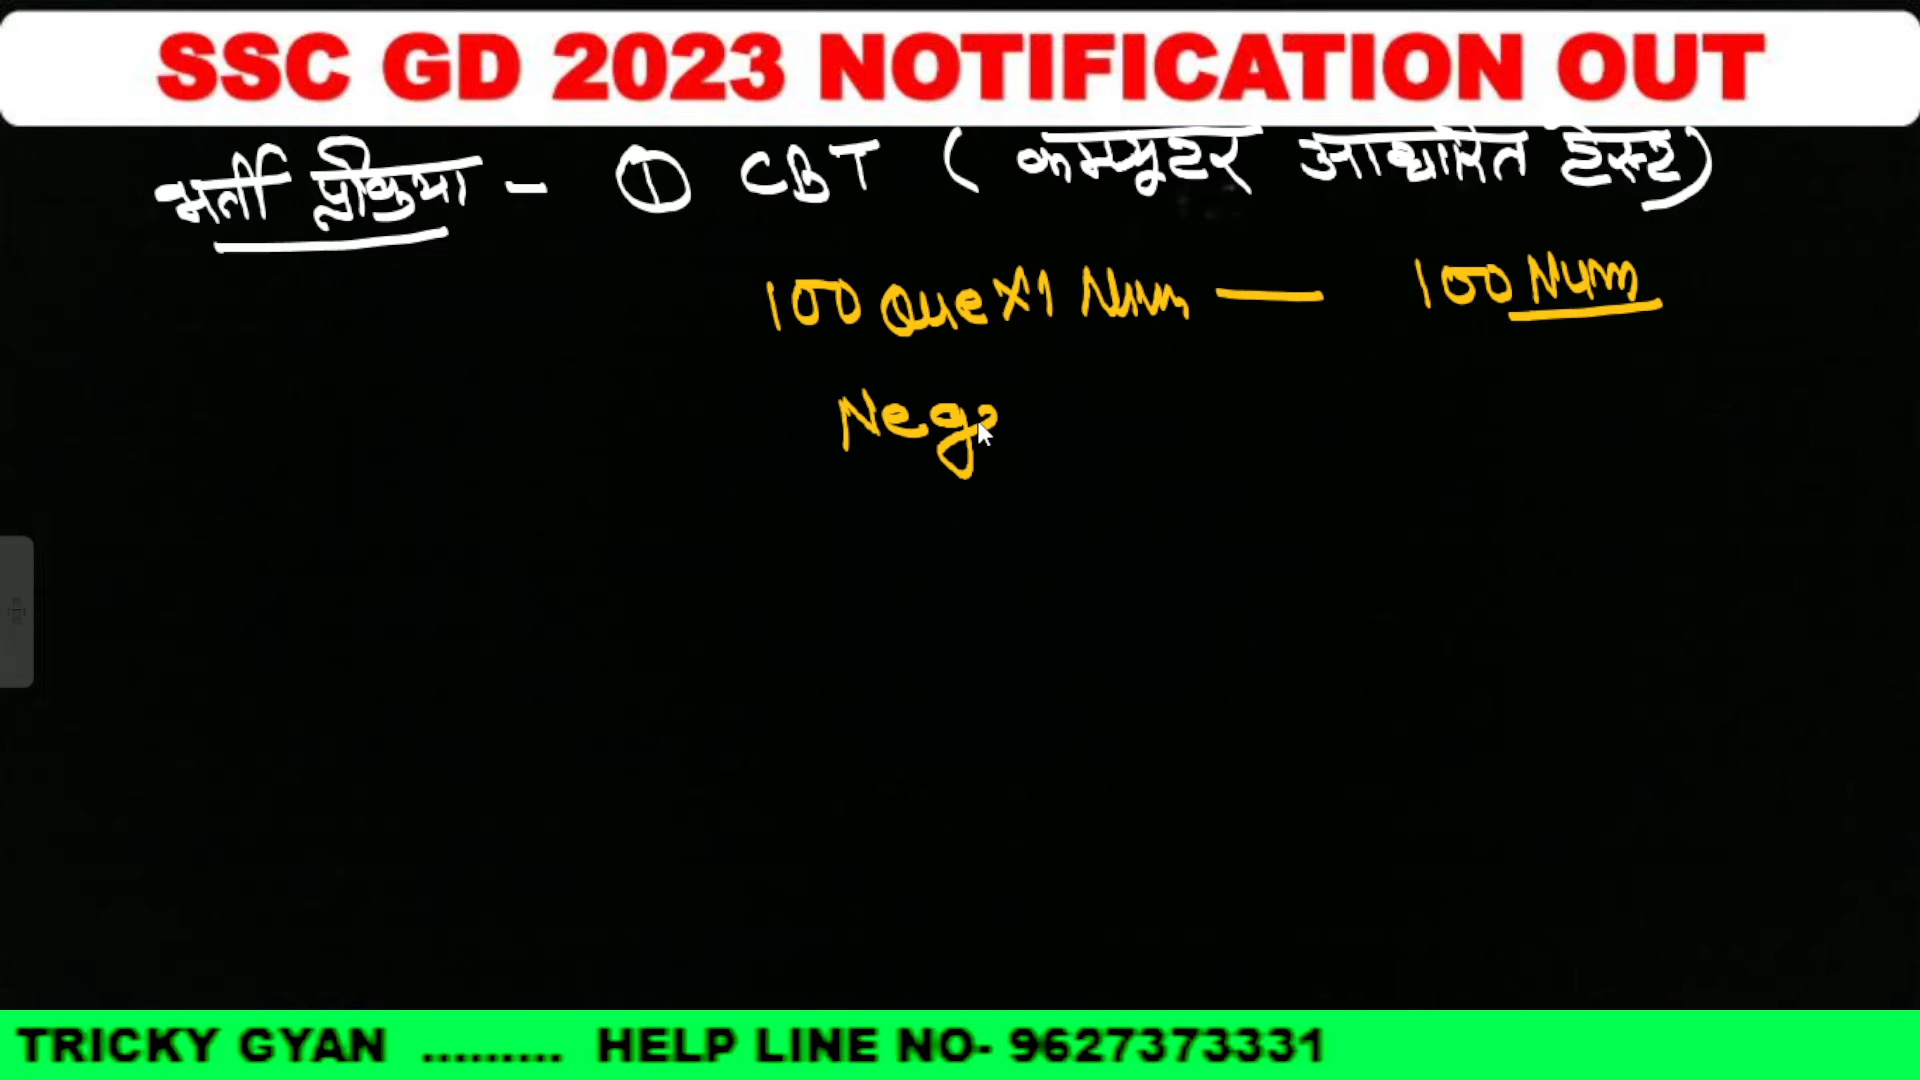 SSC GD 2023 NOTIFICATION OUT
भर्ती प्रक्रिया - ① CBT ( कम्प्यूटर आधारित टेस्ट)
100 Que×1 Num — 100 Num
Nega
TRICKY GYAN ......... HELP LINE NO- 9627373331